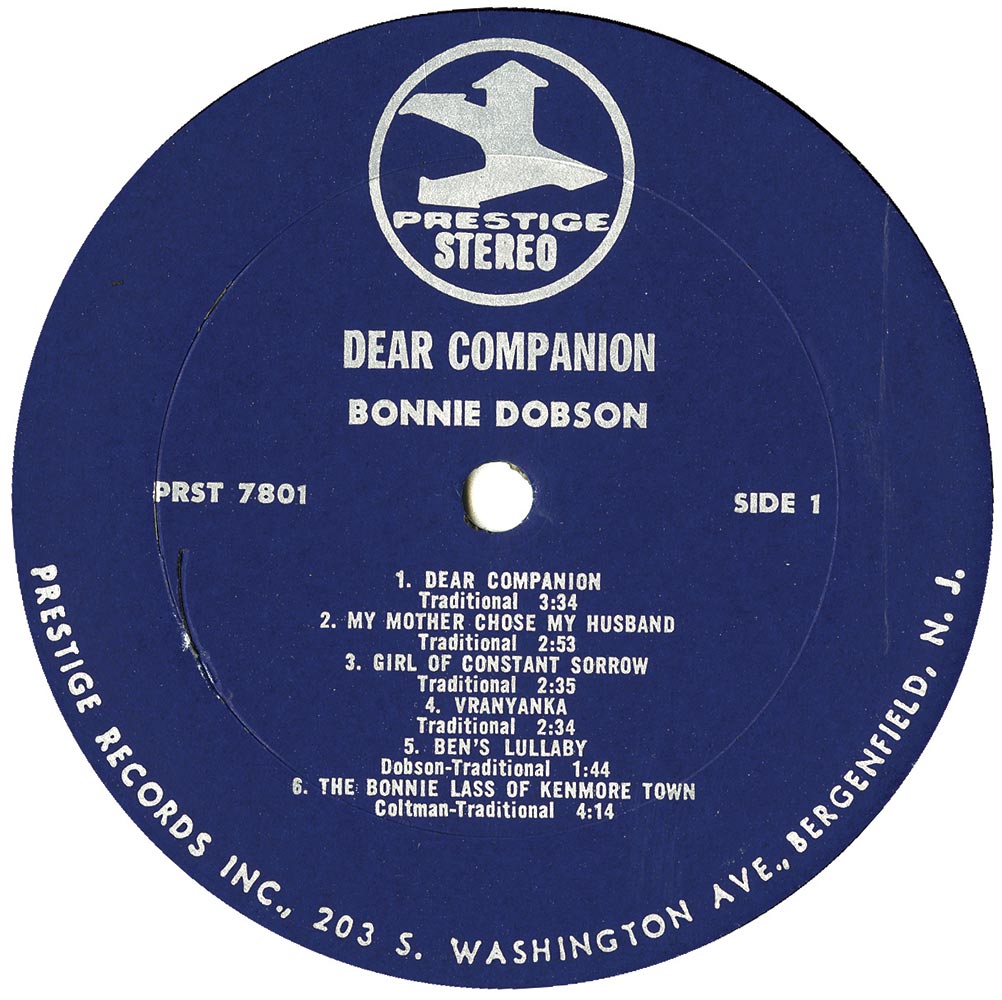 PRESTIGE
STEREO
DEAR COMPANION
BONNIE DOBSON
PRST 7801
SIDE 1
1. DEAR COMPANION
Traditional 3:34
2. MY MOTHER CHOSE MY HUSBAND
Traditional 2:53
3. GIRL OF CONSTANT SORROW
Traditional 2:35
4. VRANYANKA
Traditional 2:34
5. BEN'S LULLABY
Dobson-Traditional 1:44
6. THE BONNIE LASS OF KENMORE TOWN
Coltman-Traditional 4:14
PRESTIGE RECORDS INC., 203 S. WASHINGTON AVE., BERGENFIELD, N. J.